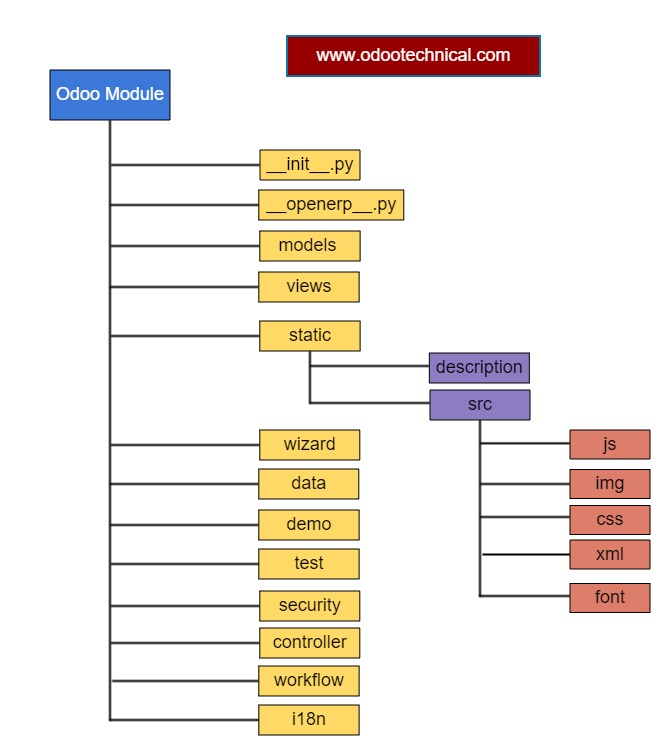 www.odootechnical.com
Odoo Module
__init__.py
__openerp__.py
models
views
static
description
src
js
img
css
xml
font
wizard
data
demo
test
security
controller
workflow
i18n